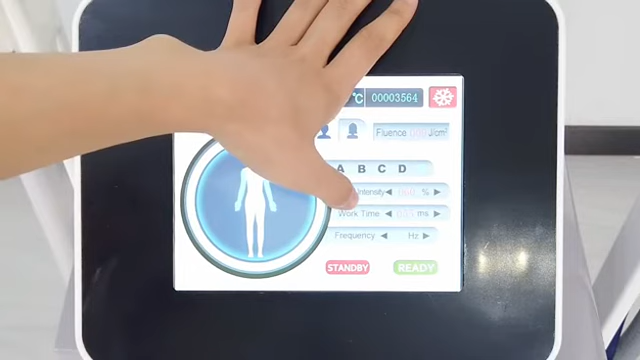 ℃ 00003564
Fluence J/cm²
A B C D
Intensity %
Work Time ms
Frequency Hz
STANDBY READY